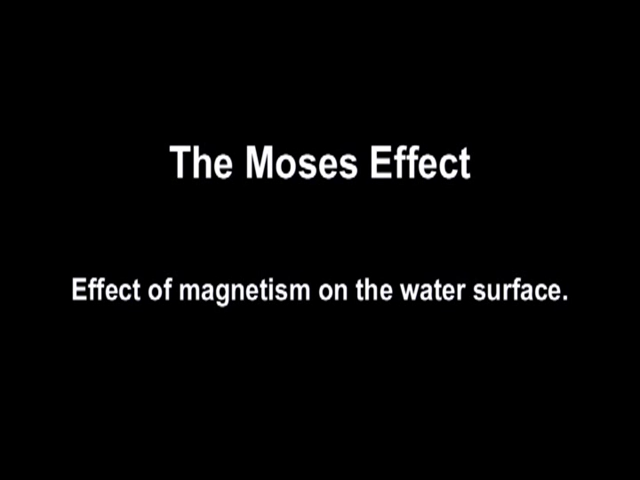 The Moses Effect
Effect of magnetism on the water surface.